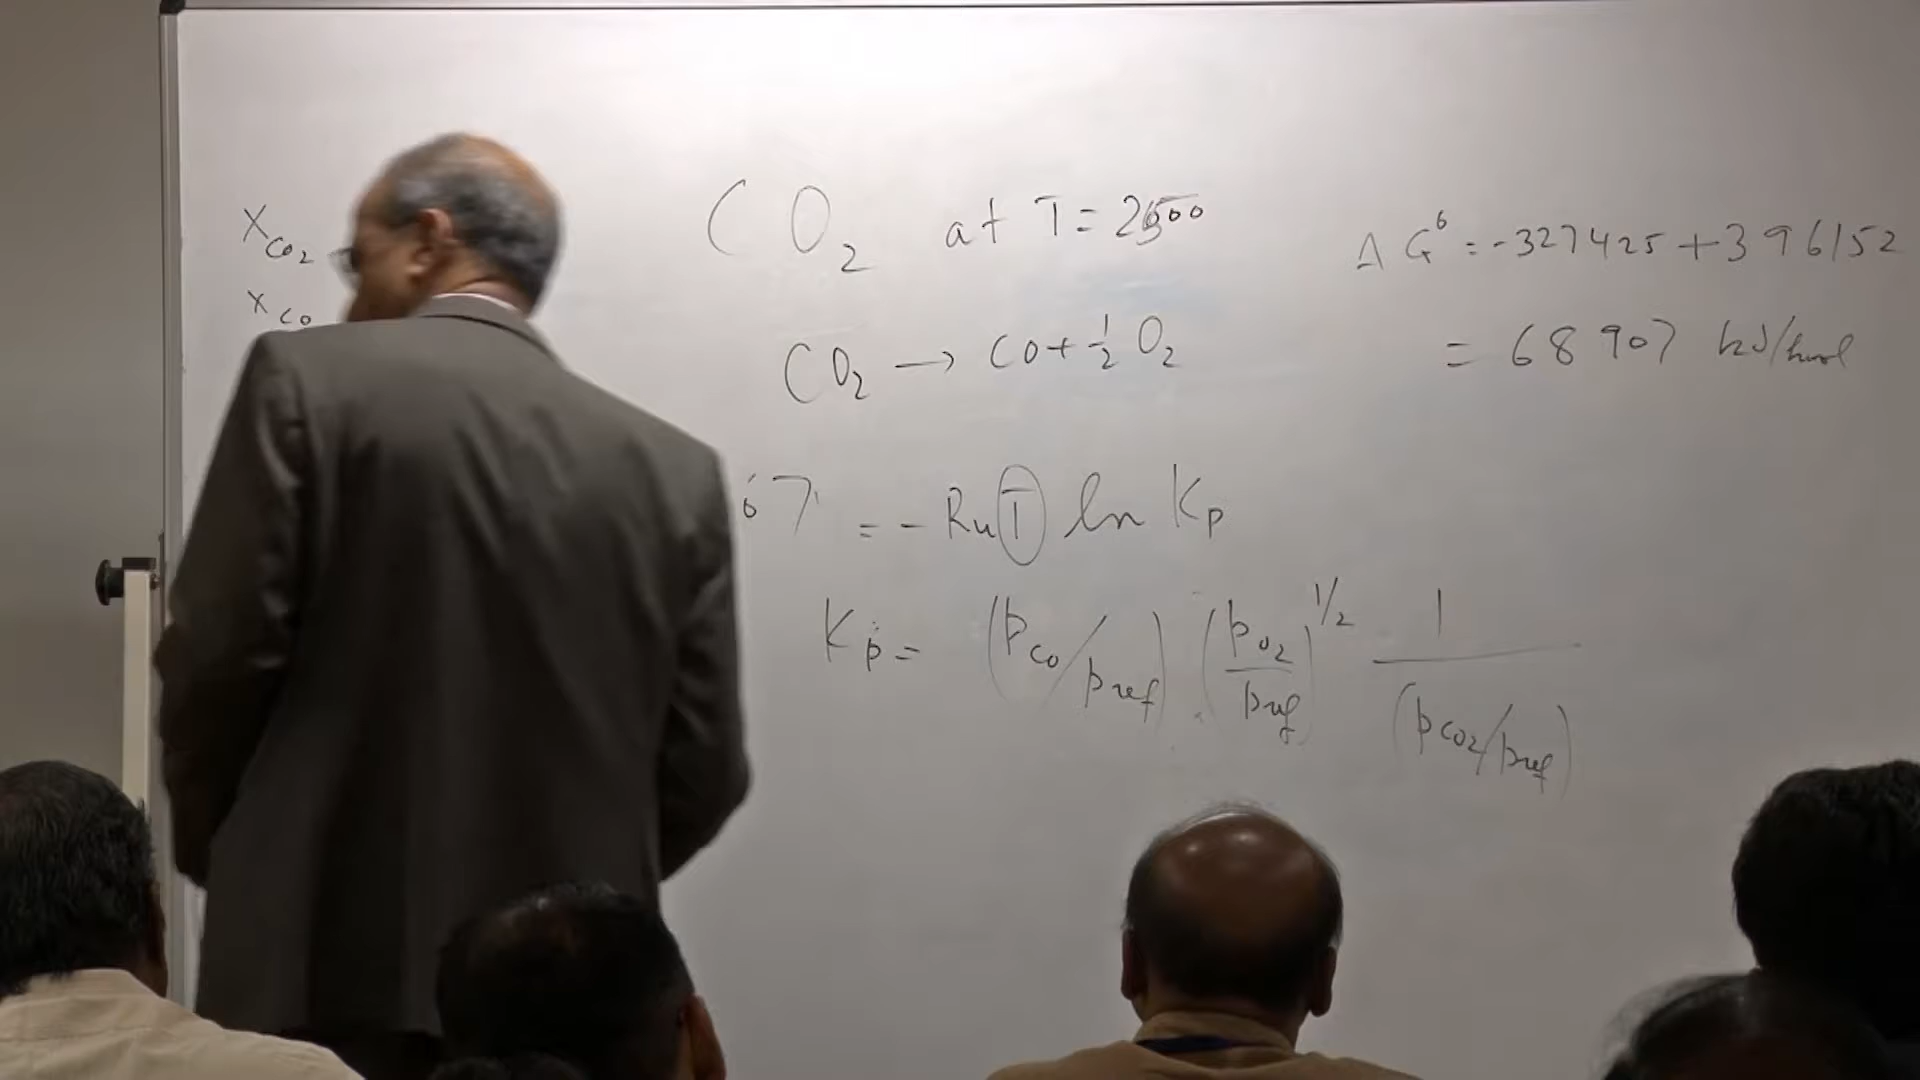 X_CO₂
X_CO
CO₂ at T = 2500
CO₂ → CO + 1/2 O₂
= - RuT ln Kp
Kp = (pCO/pref) · (pO₂/pref)^1/2 1/(pCO₂/pref)
ΔG° = -327425 + 396152
= 68907 kJ/kmol